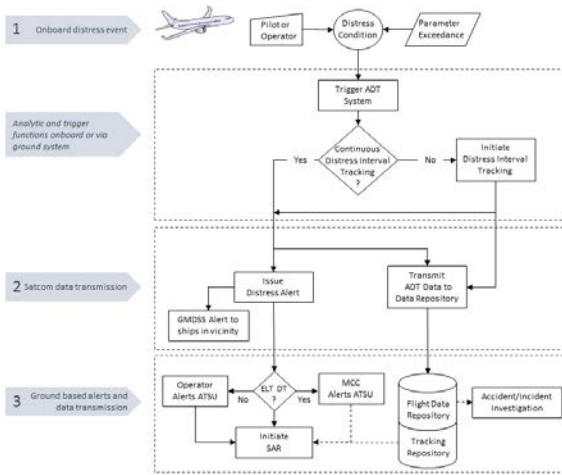 1 Onboard distress event
Pilot or
Operator
Distress
Condition
Parameter
Exceedance
Analytic and trigger
functions onboard or via
ground system
Trigger ADT
System
Yes
Continuous
Distress Interval
Tracking
?
No
Initiate
Distress Interval
Tracking
2 Satcom data transmission
Issue
Distress Alert
Transmit
ADT Data to
Data Repository
GMDSS Alert to
ships in vicinity
3 Ground based alerts and
data transmission
Operator
Alerts ATSU
No
ELT DT
?
Yes
MCC
Alerts ATSU
Initiate
SAR
Flight Data
Repository
Tracking
Repository
Accident/Incident
Investigation